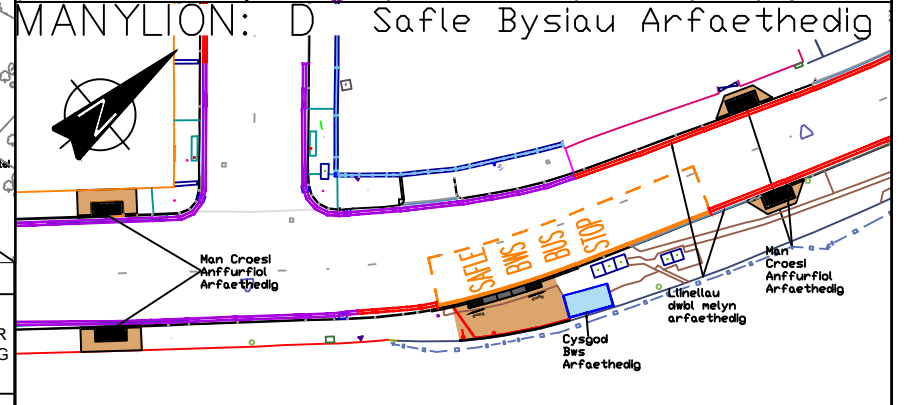 MANYLION: D Safle Bysiau Arfaethedig
SAFLE
BWS
BUS
STOP
Man Croesi
Anffurfiol
Arfaethedig
Man
Croesi
Anffurfiol
Arfaethedig
Llinellau
dwbl melyn
arfaethedig
Cysgod
Bws
Arfaethedig
R
G